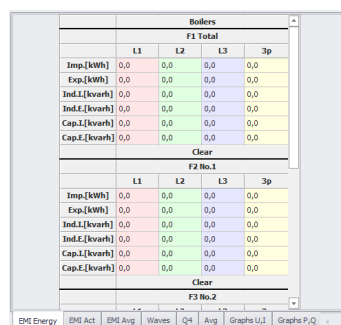 Boilers
F1 Total
L1 L2 L3 3p
Imp.[kWh] 0,0 0,0 0,0 0,0
Exp.[kWh] 0,0 0,0 0,0 0,0
Ind.I.[kvarh] 0,0 0,0 0,0 0,0
Ind.E.[kvarh] 0,0 0,0 0,0 0,0
Cap.I.[kvarh] 0,0 0,0 0,0 0,0
Cap.E.[kvarh] 0,0 0,0 0,0 0,0
Clear
F2 No.1
L1 L2 L3 3p
Imp.[kWh] 0,0 0,0 0,0 0,0
Exp.[kWh] 0,0 0,0 0,0 0,0
Ind.I.[kvarh] 0,0 0,0 0,0 0,0
Ind.E.[kvarh] 0,0 0,0 0,0 0,0
Cap.I.[kvarh] 0,0 0,0 0,0 0,0
Cap.E.[kvarh] 0,0 0,0 0,0 0,0
Clear
F3 No.2
EMI Energy EMI Act EMI Avg Waves Q4 Avg Graphs U,I Graphs P,Q